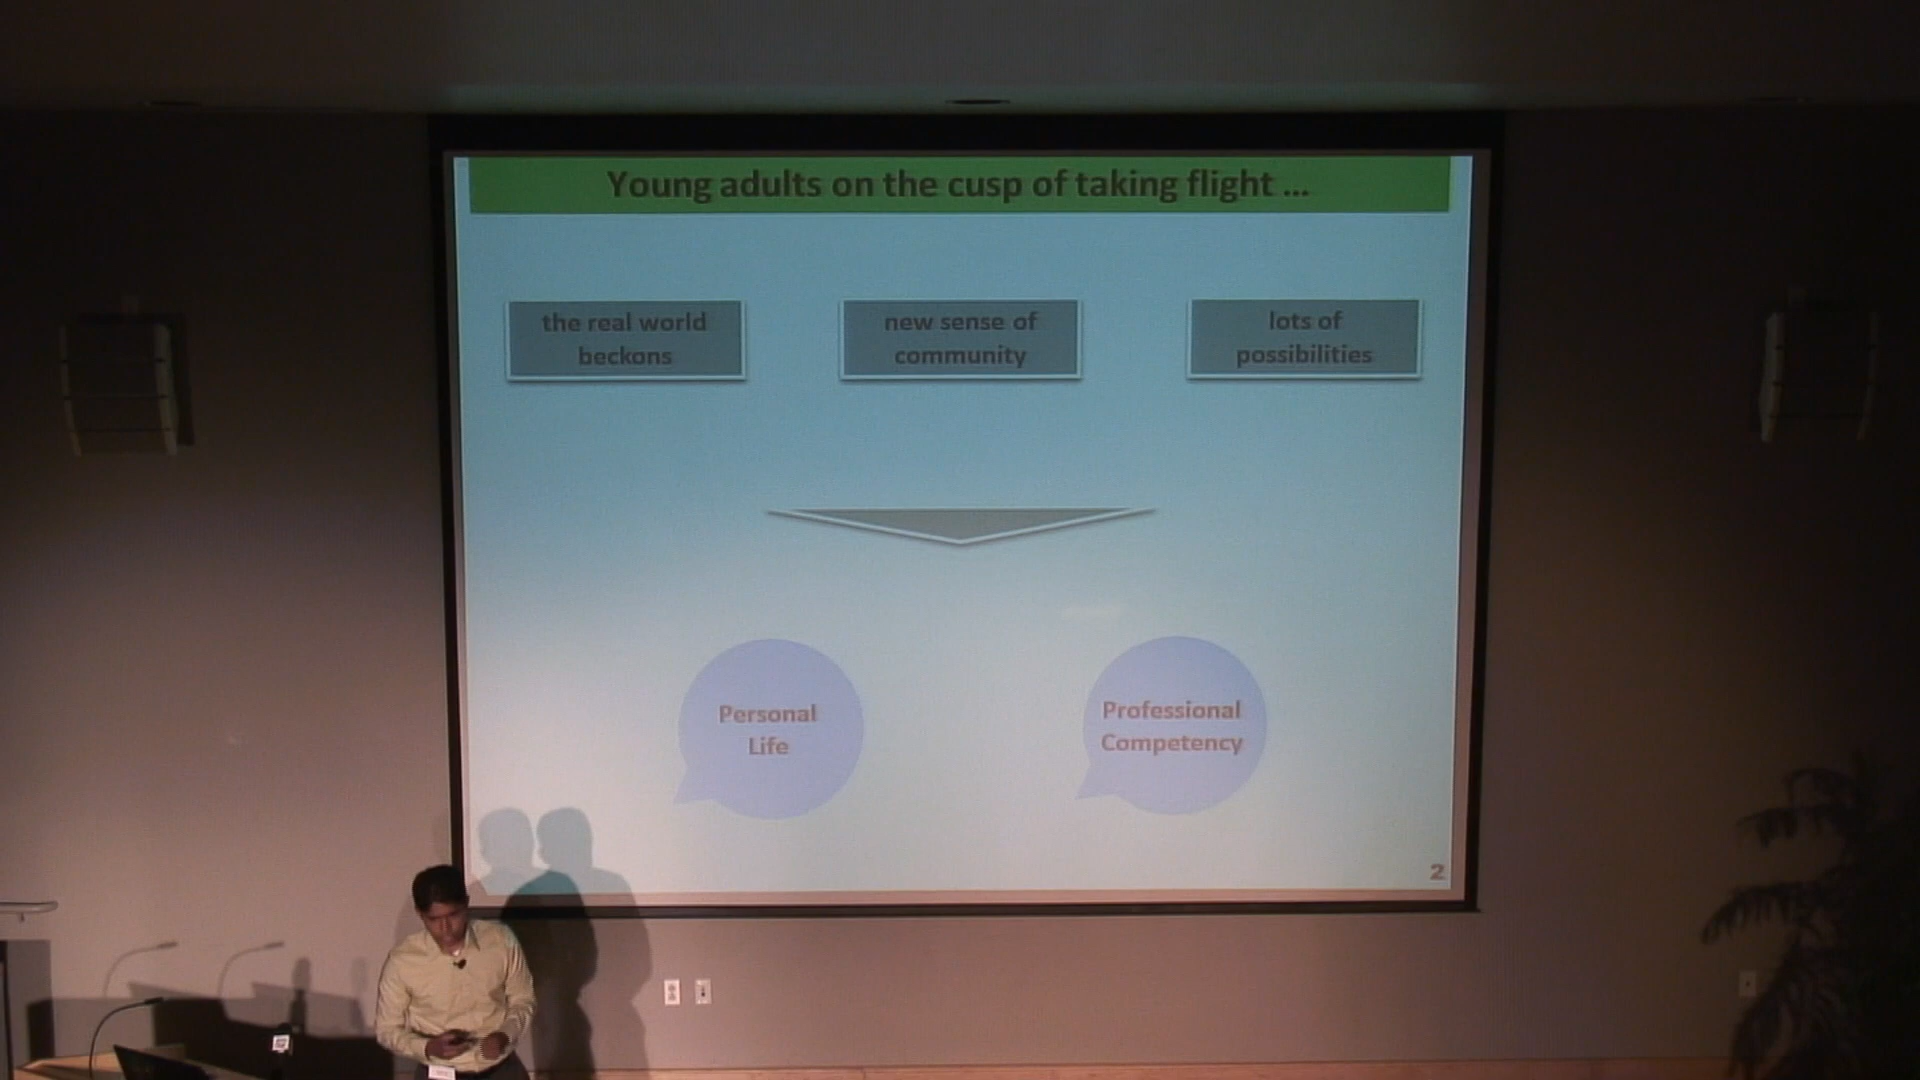 Young adults on the cusp of taking flight ...
the real world
beckons
new sense of
community
lots of
possibilities
Personal
Life
Professional
Competency
2